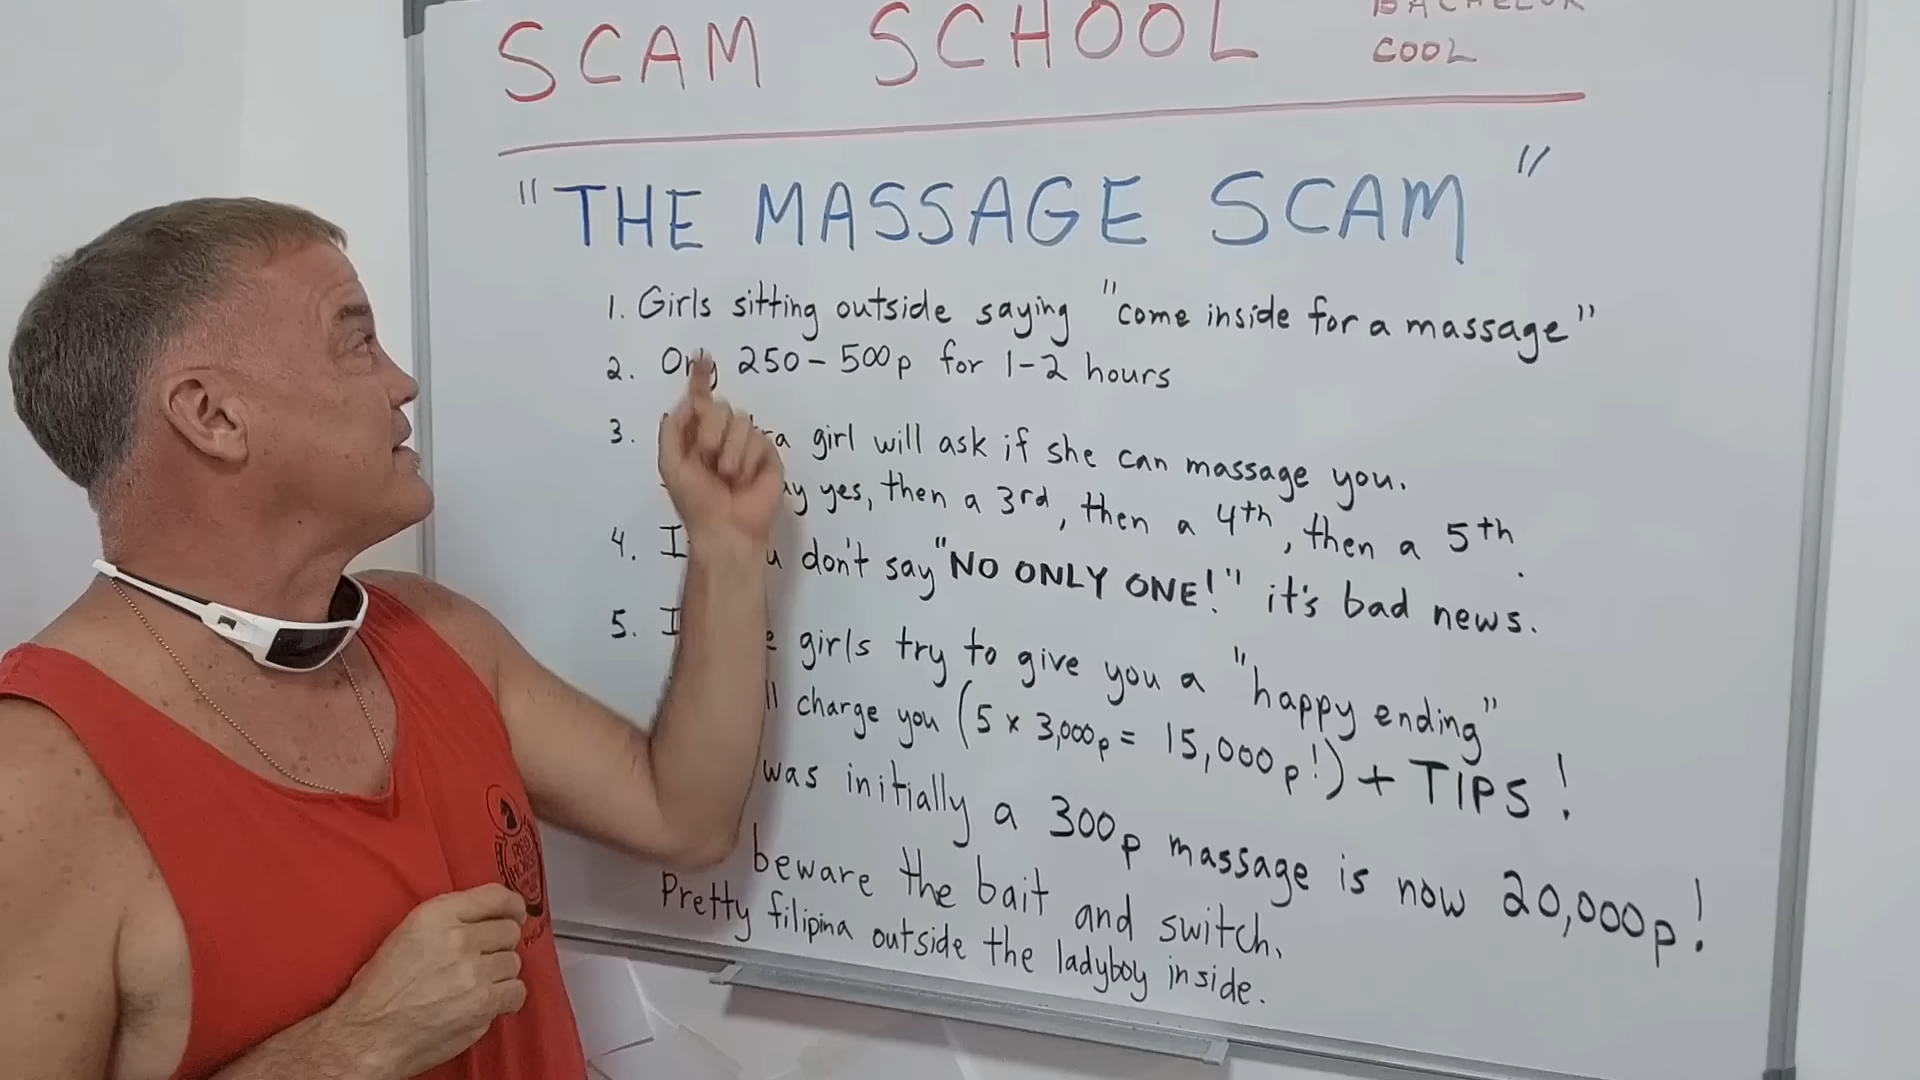 SCAM SCHOOL
BACHELOR
COOL
"THE MASSAGE SCAM"
1. Girls sitting outside saying "come inside for a massage"
2. Only 250-500p for 1-2 hours
3. girl will ask if she can massage you.
yes, then a 3rd, then a 4th, then a 5th.
4. don't say "NO ONLY ONE!" it's bad news.
5. girls try to give you a "happy ending"
charge you (5 x 3,000p = 15,000p!) + TIPS!
was initially a 300p massage is now 20,000p!
beware the bait and switch.
Pretty filipina outside the ladyboy inside.